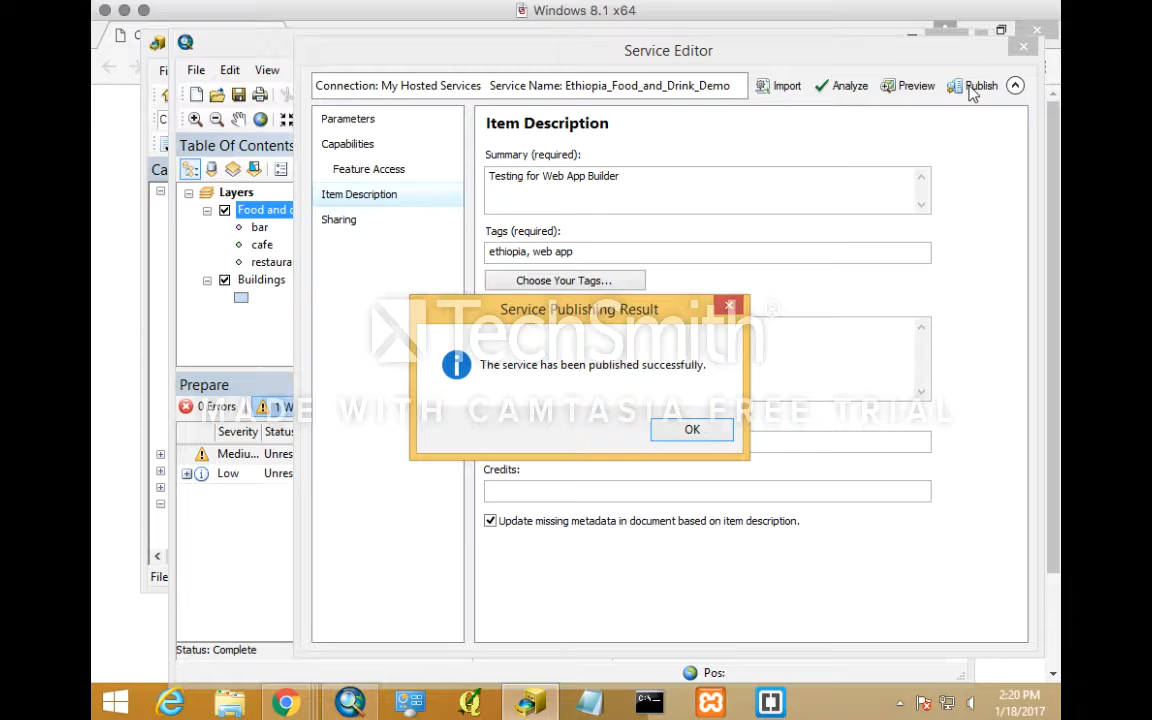 Windows 8.1 x64
Service Editor
File Edit View
Connection: My Hosted Services Service Name: Ethiopia_Food_and_Drink_Demo
Import
Analyze
Preview
Publish
Table Of Contents
Layers
Food and
bar
cafe
restaura
Buildings
Parameters
Capabilities
Feature Access
Item Description
Sharing
Item Description
Summary (required):
Testing for Web App Builder
Tags (required):
ethiopia, web app
Choose Your Tags...
Service Publishing Result
TechSmith®
The service has been published successfully.
MADE WITH CAMTASIA FREE TRIAL
OK
Prepare
0 Errors
1 W
Severity Status
Mediu... Unres
Low Unres
Credits:
Update missing metadata in document based on item description.
File
Status: Complete
Pos:
2:20 PM
1/18/2017